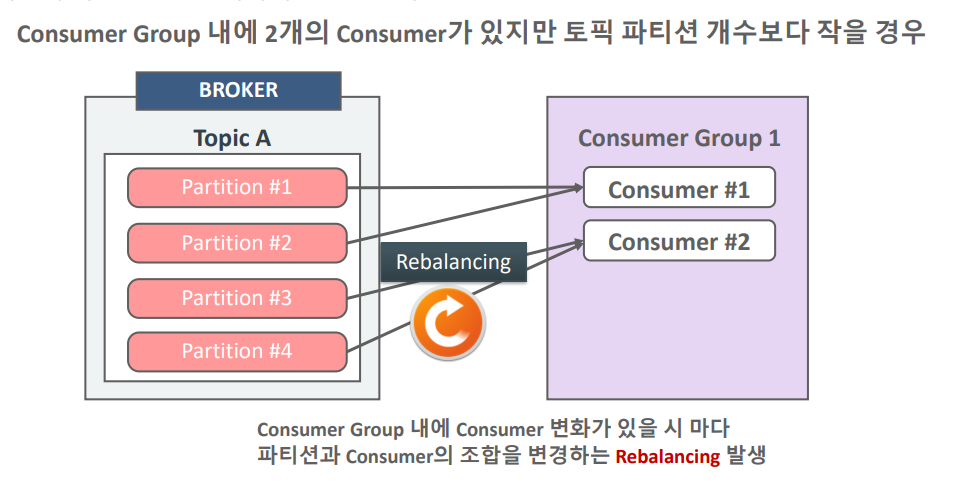 Consumer Group 내에 2개의 Consumer가 있지만 토픽 파티션 개수보다 작을 경우
BROKER
Topic A
Partition #1
Partition #2
Partition #3
Partition #4
Rebalancing
Consumer Group 1
Consumer #1
Consumer #2
Consumer Group 내에 Consumer 변화가 있을 시 마다
파티션과 Consumer의 조합을 변경하는 Rebalancing 발생